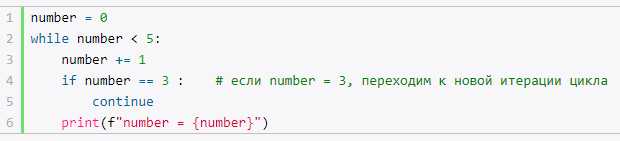 1 number = 0
2 while number < 5:
3     number += 1
4     if number == 3 :    # если number = 3, переходим к новой итерации цикла
5         continue
6     print(f"number = {number}")